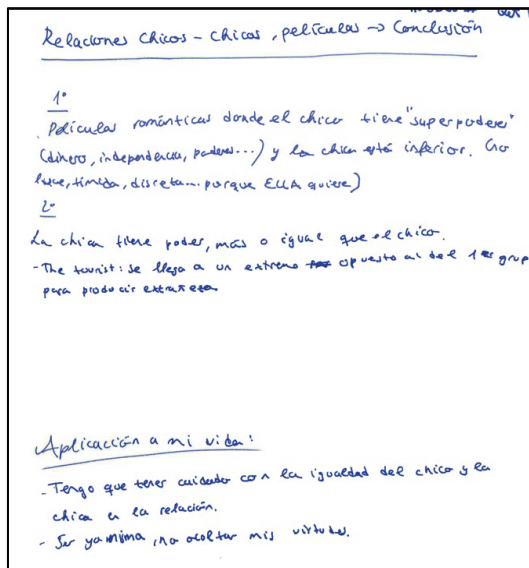 Relaciones chicos - chicas, películas → Conclusión
1º
. Películas románticas donde el chico tiene "superpoderes"
(dinero, independencia, poderes...) y la chica está inferior. (no
luce, tímida, discreta... porque ELLA quiere)
2º
La chica tiene poder, más o igual que el chico.
- The tourist: se llega a un extremo opuesto al del 1er grupo
para producir extrañeza
Aplicación a mi vida:
- Tengo que tener cuidado con la igualdad del chico y la
chica en la relación.
- Ser yo misma, no ocultar mis virtudes.